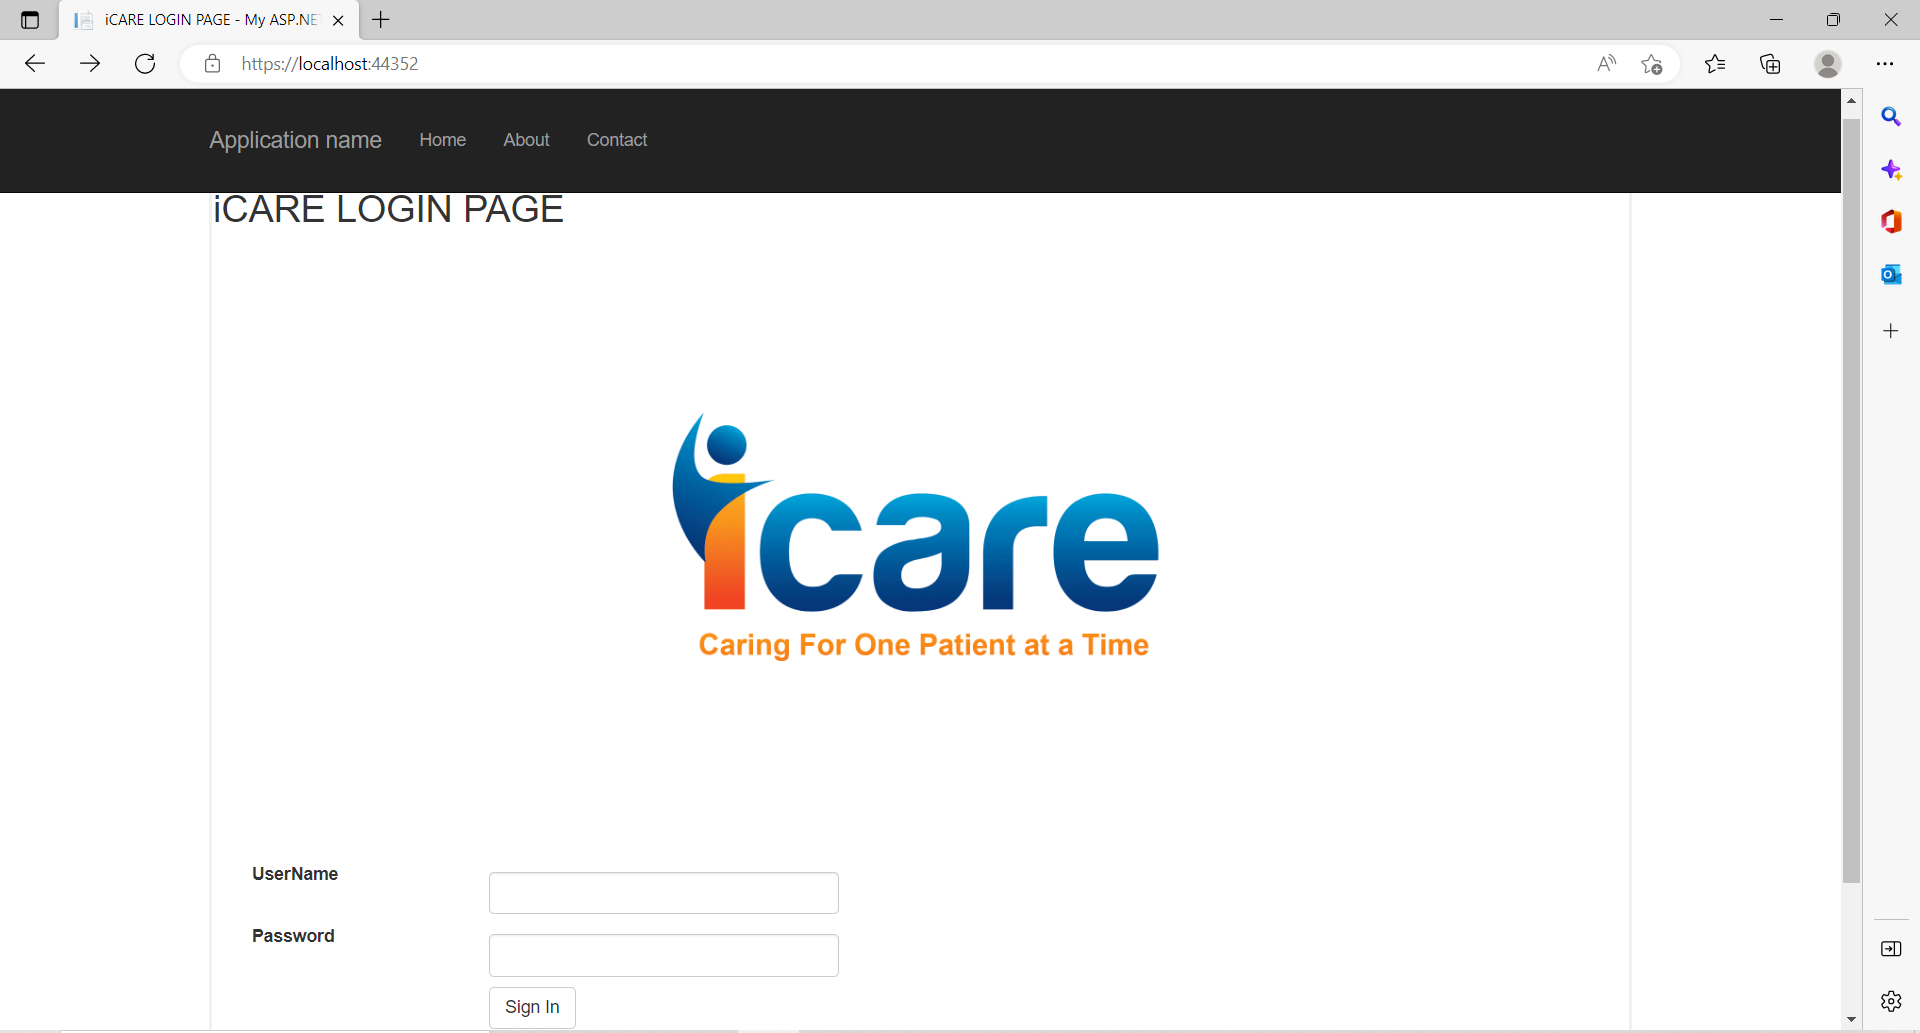 iCARE LOGIN PAGE - My ASP.NE
https://localhost:44352
Application name Home About Contact
iCARE LOGIN PAGE
icare
Caring For One Patient at a Time
UserName
Password
Sign In